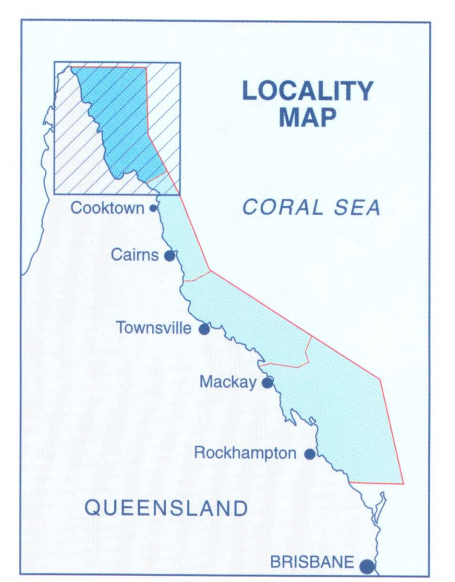 LOCALITY
MAP
CORAL SEA
Cooktown
Cairns
Townsville
Mackay
Rockhampton
QUEENSLAND
BRISBANE